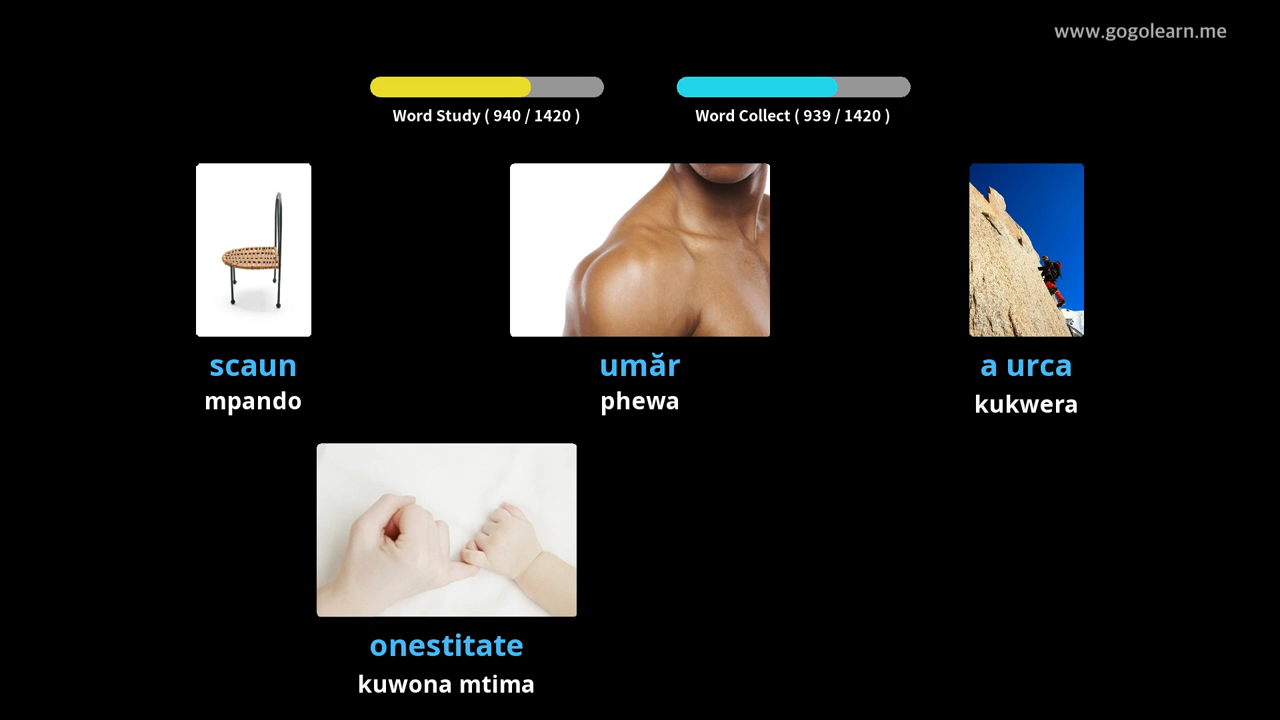 www.gogolearn.me
Word Study ( 940 / 1420 )
Word Collect ( 939 / 1420 )
scaun
mpando
umăr
phewa
a urca
kukwera
onestitate
kuwona mtima